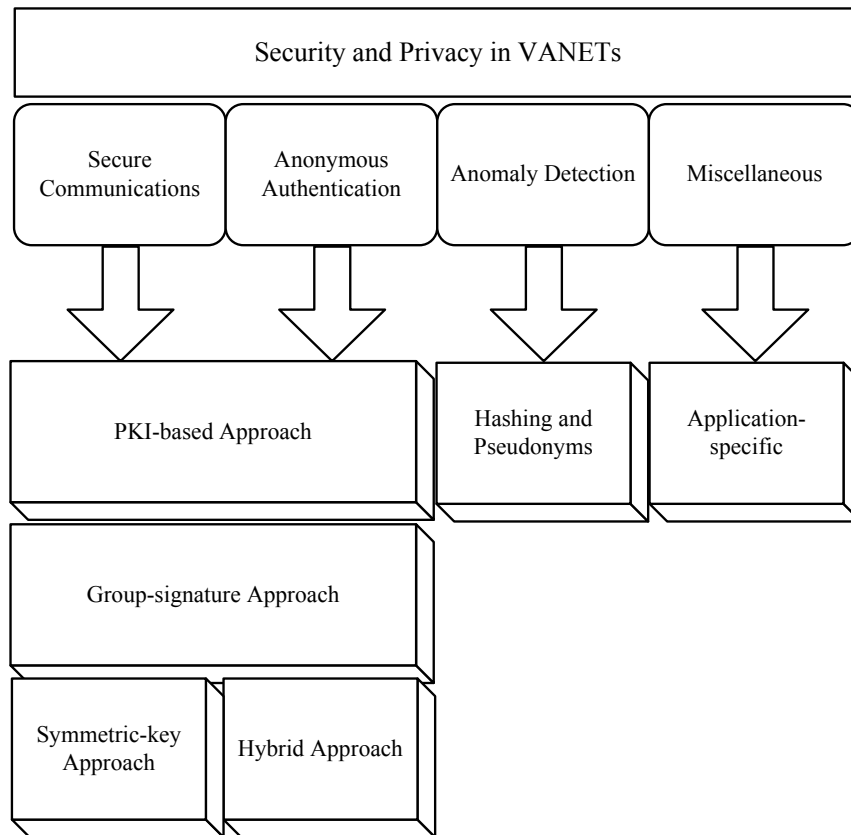 Security and Privacy in VANETs
Secure
Communications
Anonymous
Authentication
Anomaly Detection
Miscellaneous
PKI-based Approach
Hashing and
Pseudonyms
Application-
specific
Group-signature Approach
Symmetric-key
Approach
Hybrid Approach